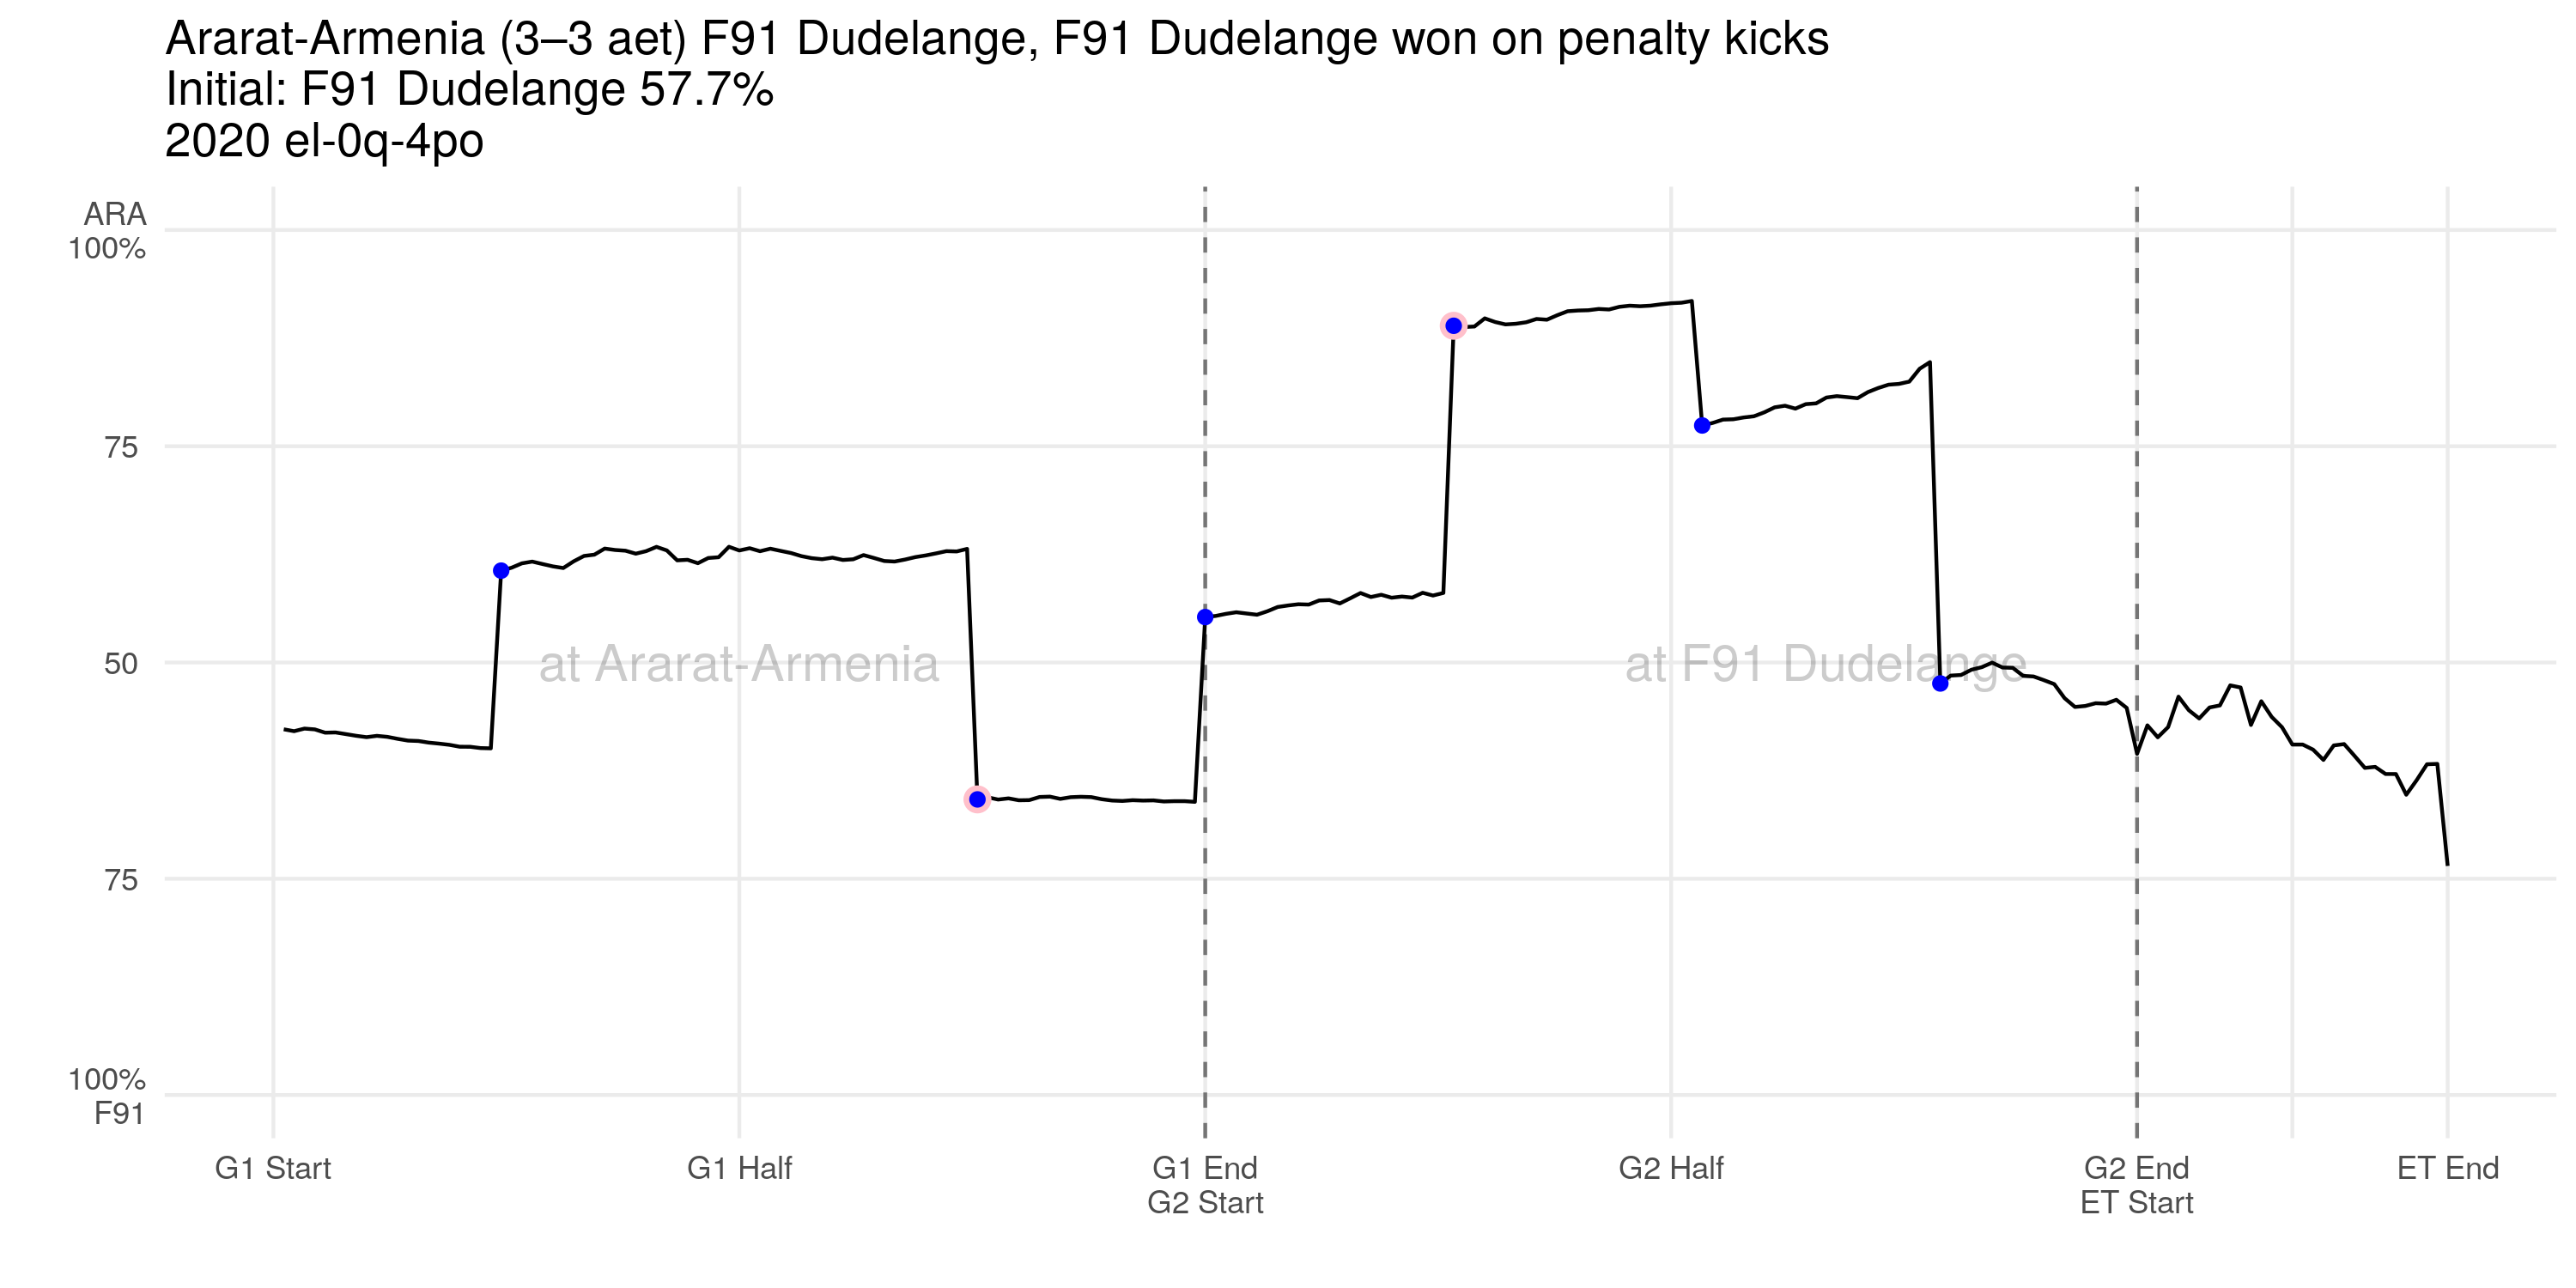 Ararat-Armenia (3–3 aet) F91 Dudelange, F91 Dudelange won on penalty kicks
Initial: F91 Dudelange 57.7%
2020 el-0q-4po
ARA
100%
75
50
75
100%
F91
at Ararat-Armenia
at F91 Dudelange
G1 Start
G1 Half
G1 End
G2 Start
G2 Half
G2 End
ET Start
ET End